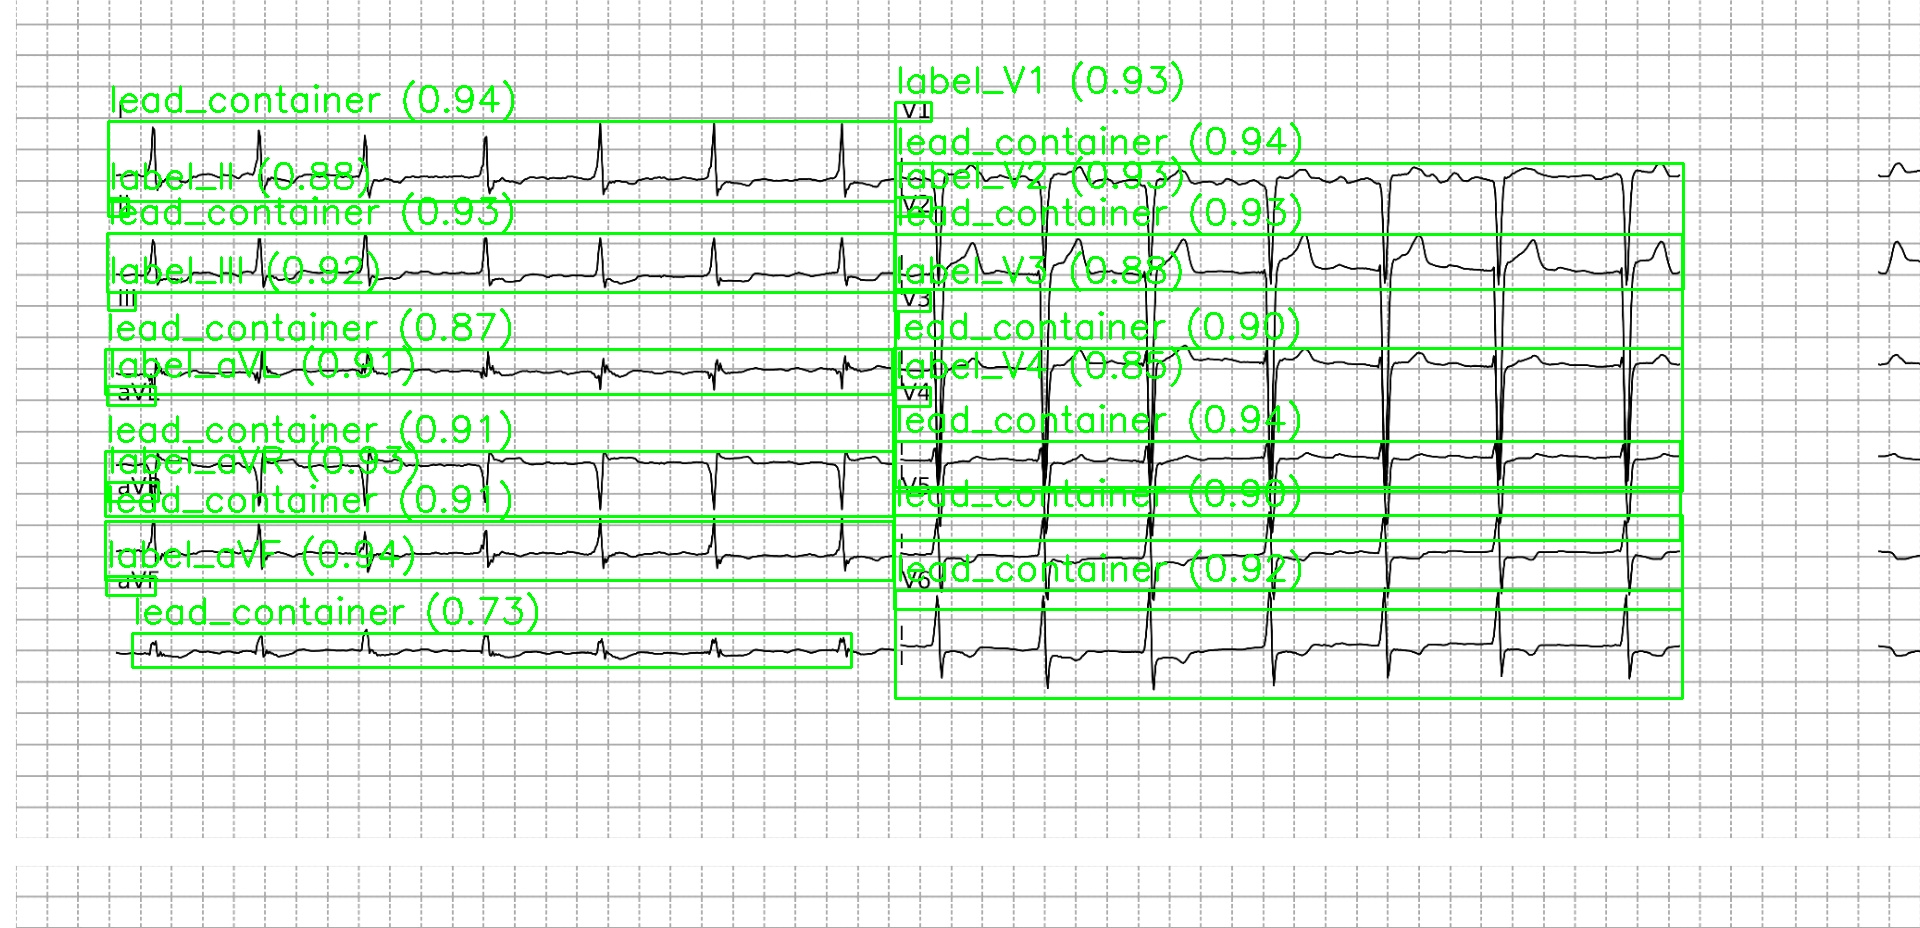 lead_container (0.94)
I
label_II (0.88)
lead_container (0.93)
label_III (0.92)
III
lead_container (0.87)
label_aVL (0.91)
aVL
lead_container (0.91)
label_aVR (0.93)
aVR
lead_container (0.91)
label_aVF (0.94)
aVF
lead_container (0.73)
label_V1 (0.93)
V1
lead_container (0.94)
label_V2 (0.93)
V2
lead_container (0.93)
label_V3 (0.88)
V3
lead_container (0.90)
label_V4 (0.85)
V4
lead_container (0.94)
V5
lead_container (0.90)
lead_container (0.92)
V6